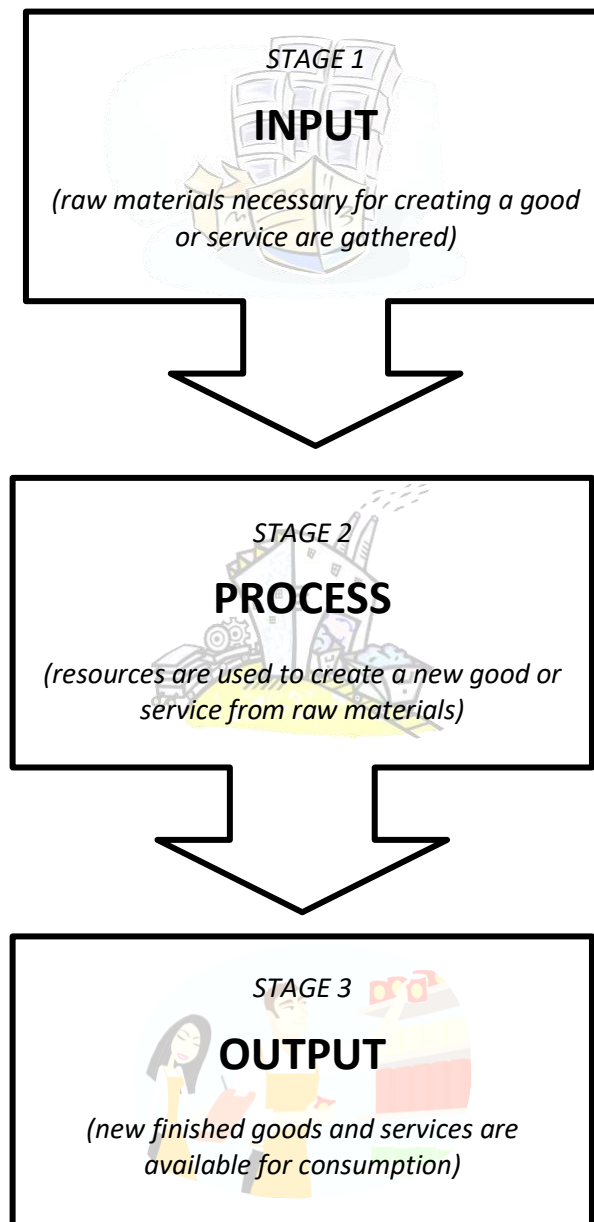 STAGE 1
INPUT
(raw materials necessary for creating a good
or service are gathered)
STAGE 2
PROCESS
(resources are used to create a new good or
service from raw materials)
STAGE 3
OUTPUT
(new finished goods and services are
available for consumption)